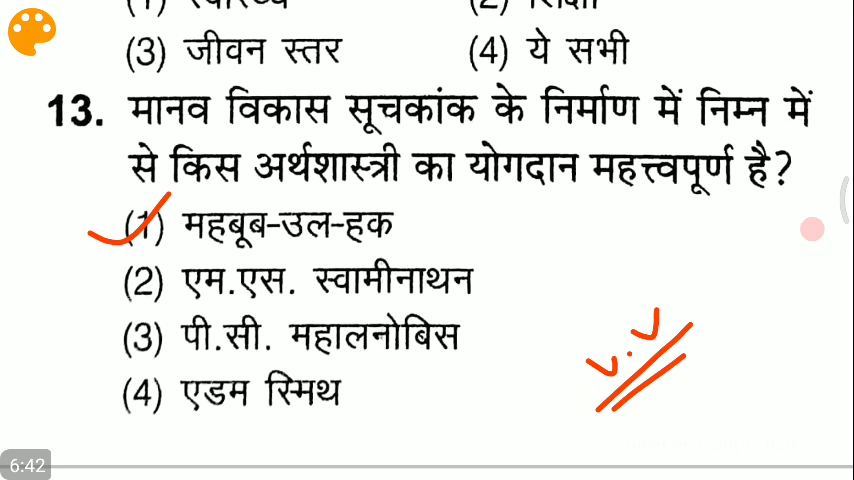 (3) जीवन स्तर (4) ये सभी
13. मानव विकास सूचकांक के निर्माण में निम्न में
से किस अर्थशास्त्री का योगदान महत्त्वपूर्ण है?
(1) महबूब-उल-हक
(2) एम.एस. स्वामीनाथन
(3) पी.सी. महालनोबिस
(4) एडम स्मिथ
v.v
6:42